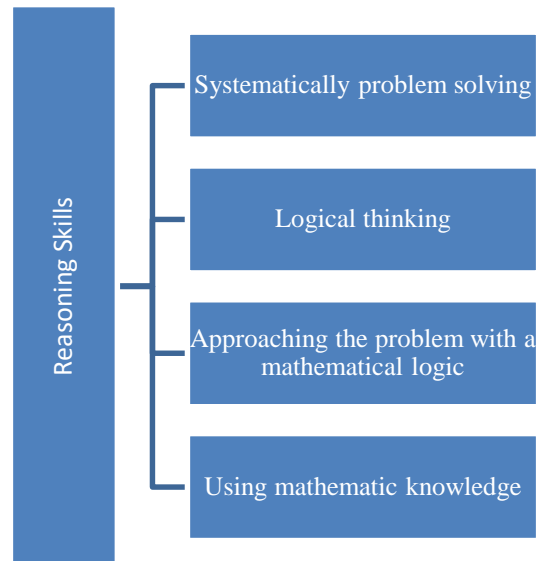 Reasoning Skills
Systematically problem solving
Logical thinking
Approaching the problem with a
mathematical logic
Using mathematic knowledge